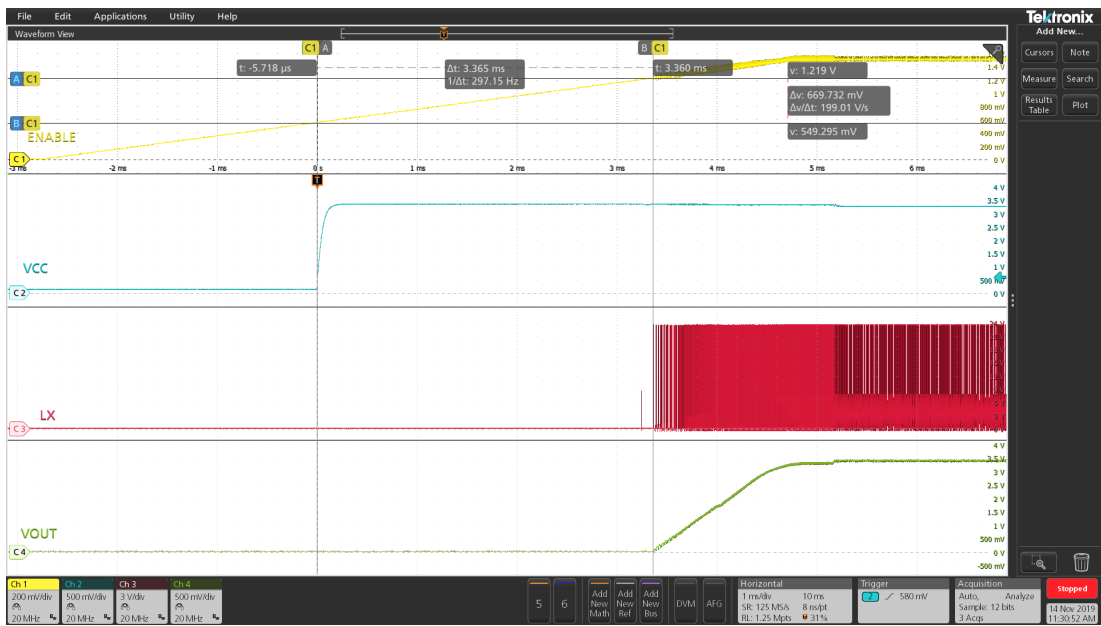 File Edit Applications Utility Help
Tektronix
Waveform View
Add New...
T
C1 A
B C1
Cursors Note
t: -5.718 µs
Δt: 3.365 ms
1/Δt: 297.15 Hz
t: 3.360 ms
v: 1.219 V
1.4 V
A C1
1.2 V
Measure Search
Δv: 669.732 mV
Δv/Δt: 199.01 V/s
1 V
800 mV
Results
Table
Plot
B C1
600 mV
v: 549.295 mV
ENABLE
400 mV
200 mV
C1
0 V
-3 ms -2 ms -1 ms 0 s 1 ms 2 ms 3 ms 4 ms 5 ms 6 ms
T
4 V
3.5 V
3 V
2.5 V
2 V
1.5 V
VCC
1 V
500 mV
C2
0 V
24 V
LX
C3
4 V
3.5 V
3 V
2.5 V
2 V
1.5 V
1 V
VOUT
500 mV
C4
0 V
-500 mV
Ch 1
200 mV/div
20 MHz
Ch 2
500 mV/div
20 MHz
Ch 3
3 V/div
20 MHz
Ch 4
500 mV/div
20 MHz
5 6
Add
New
Math
Add
New
Ref
Add
New
Bus
DVM AFG
Horizontal
1 ms/div 10 ms
SR: 125 MS/s 8 ns/pt
RL: 1.25 Mpts 31%
Trigger
2 580 mV
Acquisition
Auto, Analyze
Sample: 12 bits
3 Acqs
Stopped
14 Nov 2019
11:30:52 AM